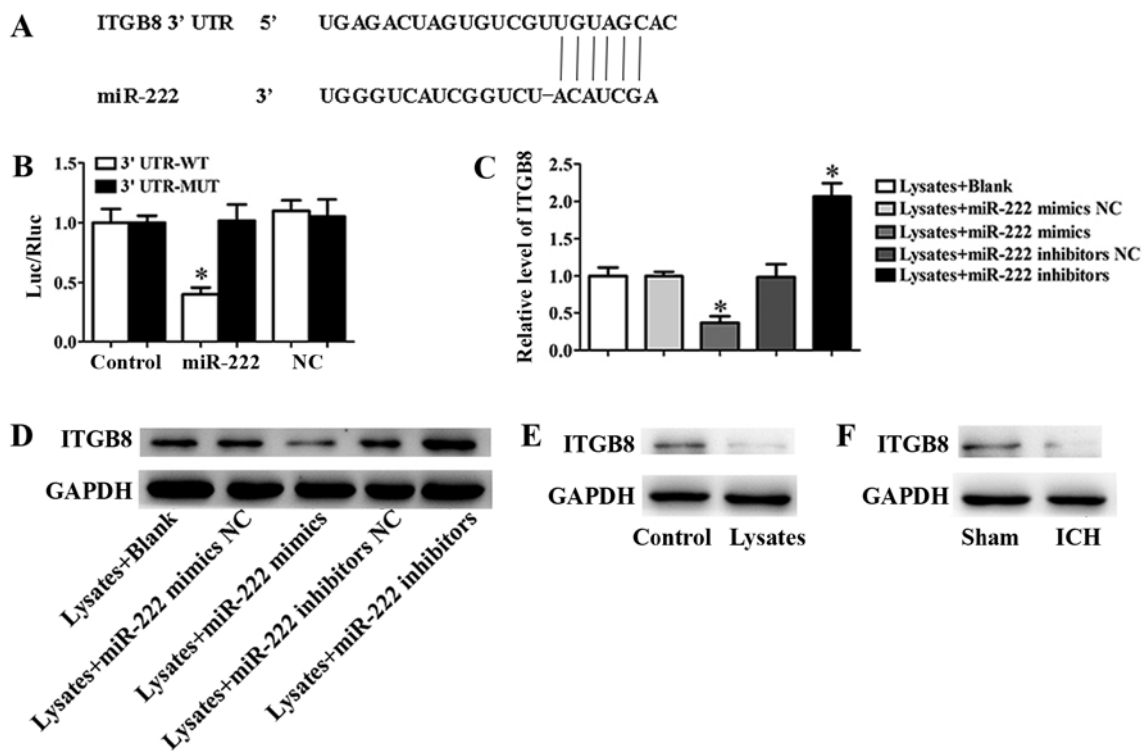 A
ITGB8 3' UTR 5' UGAGACUAGUGUCGUUGUAGCAC
miR-222 3' UGGGUCAUCGGUCU-ACAUCGA
B
3' UTR-WT
3' UTR-MUT
Luc/Rluc
1.5
1.0
0.5
0.0
*
Control miR-222 NC
C
Relative level of ITGB8
2.5
2.0
1.5
1.0
0.5
0.0
*
*
Lysates+Blank
Lysates+miR-222 mimics NC
Lysates+miR-222 mimics
Lysates+miR-222 inhibitors NC
Lysates+miR-222 inhibitors
D
ITGB8
GAPDH
Lysates+Blank
Lysates+miR-222 mimics NC
Lysates+miR-222 mimics
Lysates+miR-222 inhibitors NC
Lysates+miR-222 inhibitors
E
ITGB8
GAPDH
Control Lysates
F
ITGB8
GAPDH
Sham ICH